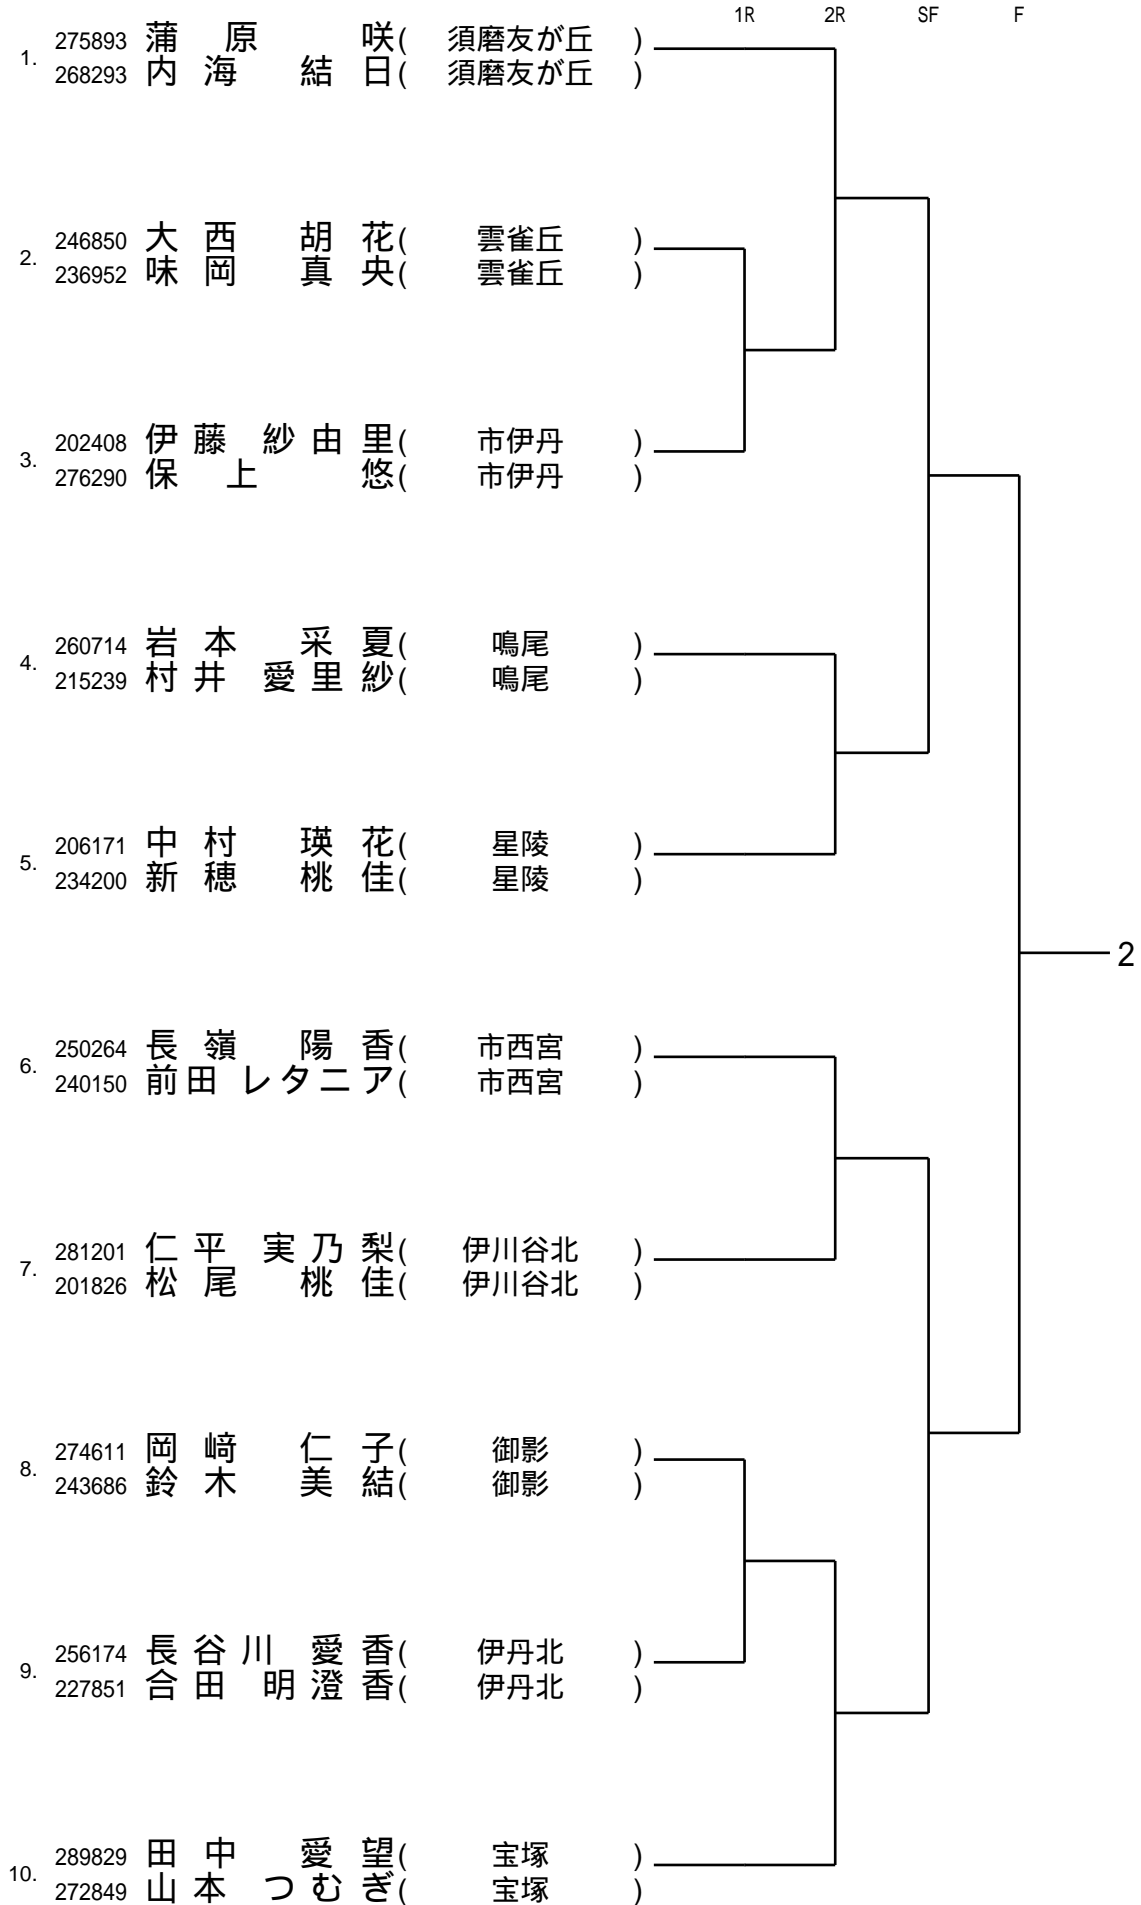 1R 2R SF F
1. 275893 蒲原 咲( 須磨友が丘 )
268293 内海 結日( 須磨友が丘 )
2. 246850 大西 胡花( 雲雀丘 )
236952 味岡 真央( 雲雀丘 )
3. 202408 伊藤 紗由里( 市伊丹 )
276290 保上 悠( 市伊丹 )
4. 260714 岩本 采夏( 鳴尾 )
215239 村井 愛里紗( 鳴尾 )
5. 206171 中村 瑛花( 星陵 )
234200 新穂 桃佳( 星陵 )
2
6. 250264 長嶺 陽香( 市西宮 )
240150 前田 レタニア( 市西宮 )
7. 281201 仁平 実乃梨( 伊川谷北 )
201826 松尾 桃佳( 伊川谷北 )
8. 274611 岡﨑 仁子( 御影 )
243686 鈴木 美結( 御影 )
9. 256174 長谷川 愛香( 伊丹北 )
227851 合田 明澄香( 伊丹北 )
10. 289829 田中 愛望( 宝塚 )
272849 山本 つむぎ( 宝塚 )